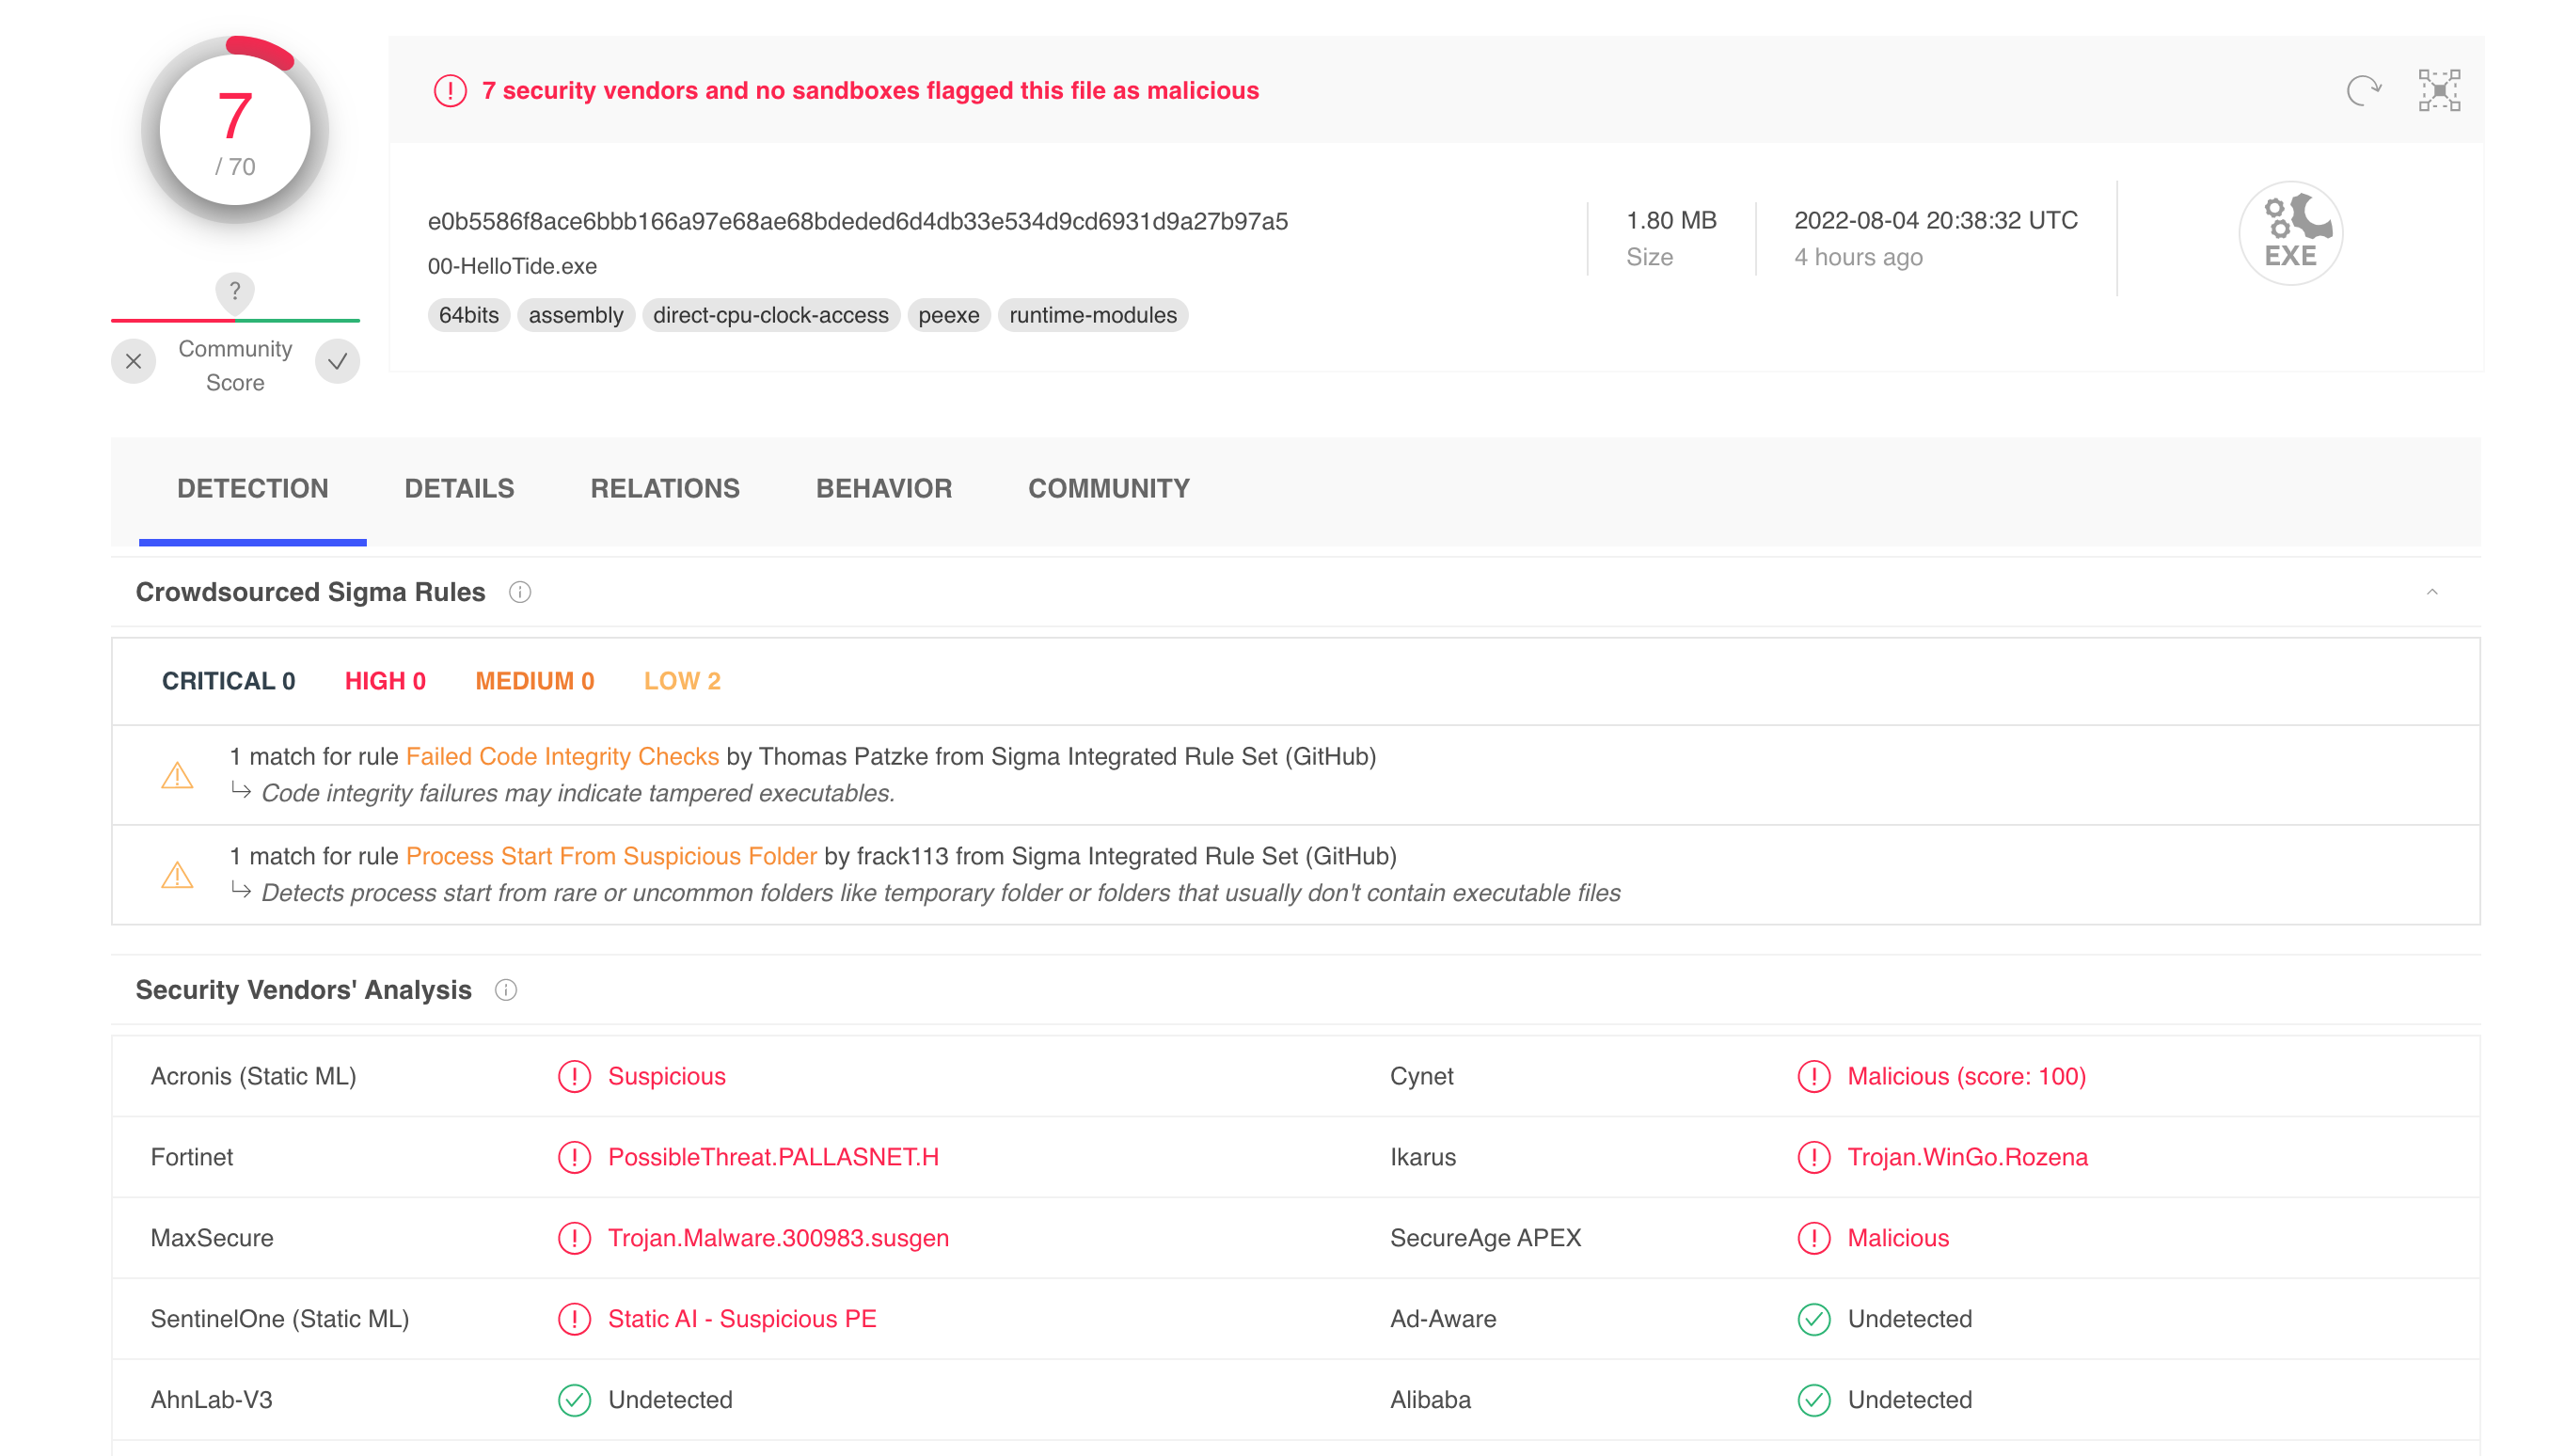 7
/ 70
?
Community
Score
7 security vendors and no sandboxes flagged this file as malicious
e0b5586f8ace6bbb166a97e68ae68bdeded6d4db33e534d9cd6931d9a27b97a5
00-HelloTide.exe
64bits assembly direct-cpu-clock-access peexe runtime-modules
1.80 MB
Size
2022-08-04 20:38:32 UTC
4 hours ago
EXE
DETECTION DETAILS RELATIONS BEHAVIOR COMMUNITY
Crowdsourced Sigma Rules
CRITICAL 0 HIGH 0 MEDIUM 0 LOW 2
1 match for rule Failed Code Integrity Checks by Thomas Patzke from Sigma Integrated Rule Set (GitHub)
Code integrity failures may indicate tampered executables.
1 match for rule Process Start From Suspicious Folder by frack113 from Sigma Integrated Rule Set (GitHub)
Detects process start from rare or uncommon folders like temporary folder or folders that usually don't contain executable files
Security Vendors' Analysis
Acronis (Static ML) Suspicious Cynet Malicious (score: 100)
Fortinet PossibleThreat.PALLASNET.H Ikarus Trojan.WinGo.Rozena
MaxSecure Trojan.Malware.300983.susgen SecureAge APEX Malicious
SentinelOne (Static ML) Static AI - Suspicious PE Ad-Aware Undetected
AhnLab-V3 Undetected Alibaba Undetected